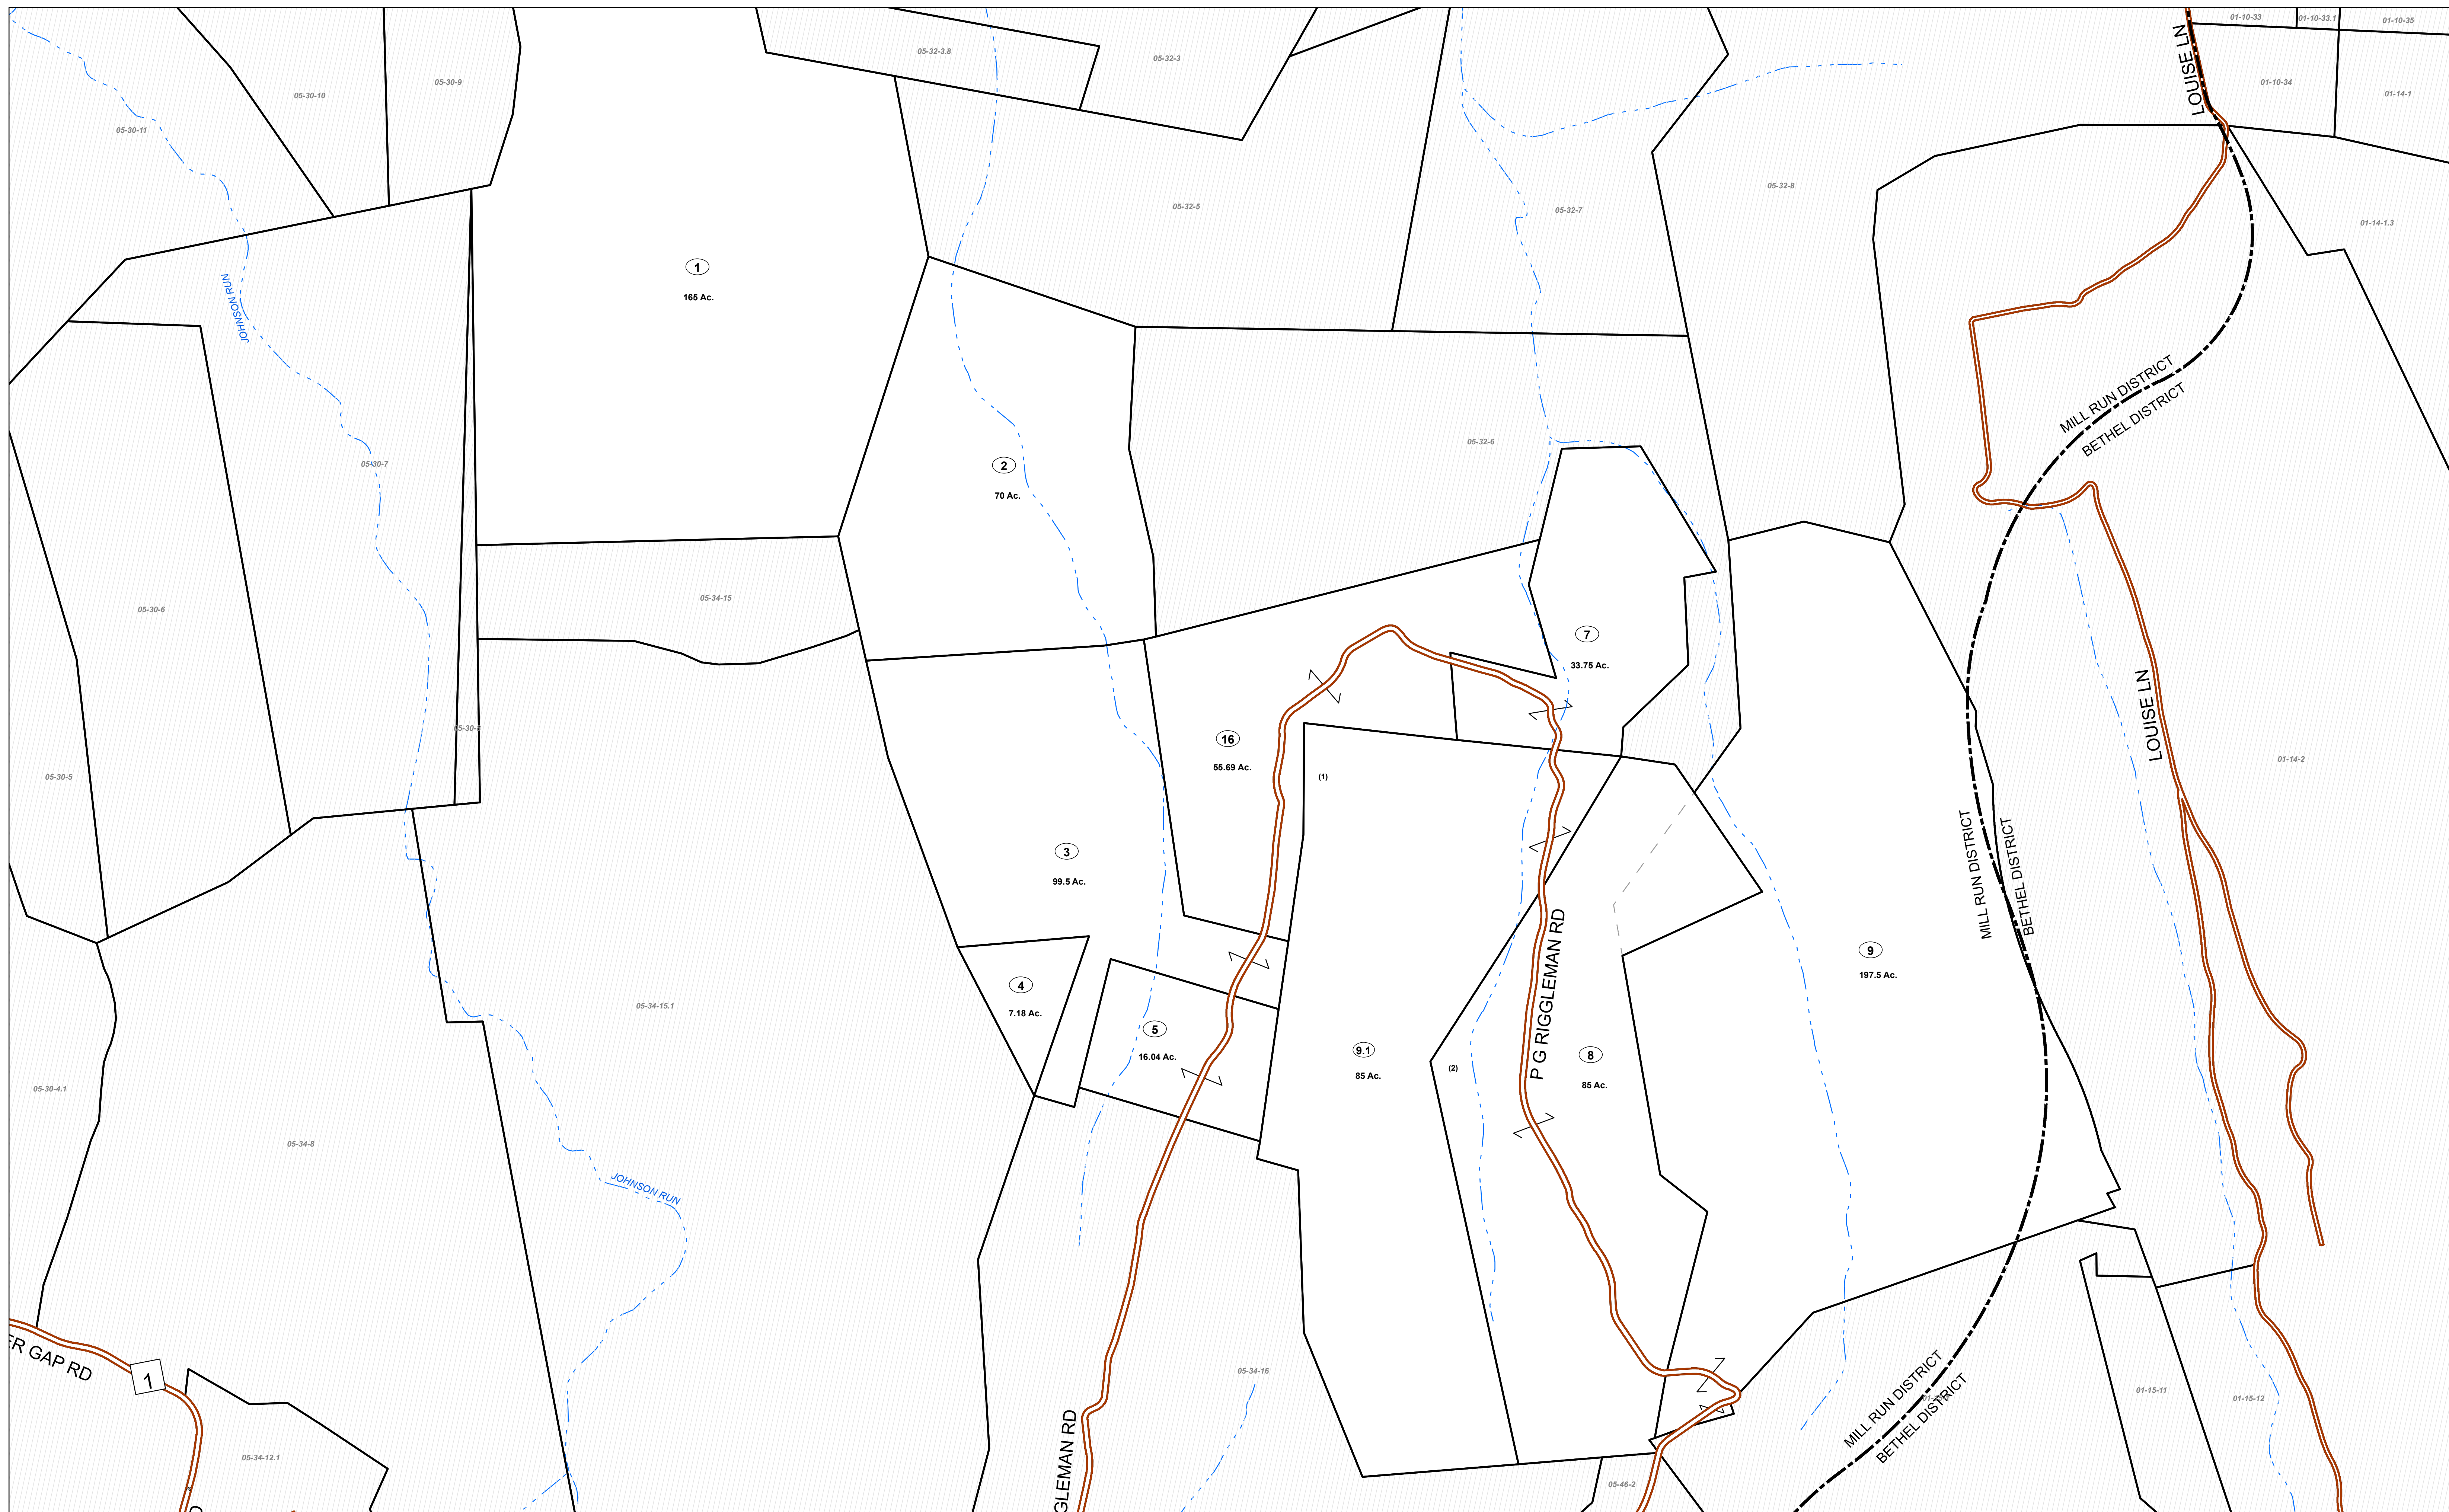 01-10-33
01-10-33.1
01-10-35
05-32-3.8
05-32-3
LOUISE LN
05-30-9
05-30-10
01-10-34
01-14-1
05-30-11
05-32-8
05-32-5
05-32-7
01-14-1.3
1
165 Ac.
JOHNSON RUN
MILL RUN DISTRICT
BETHEL DISTRICT
05-32-6
05-30-7
2
70 Ac.
05-34-15
05-30-6
7
33.75 Ac.
LOUISE LN
16
55.69 Ac.
(1)
01-14-2
05-30-5
3
99.5 Ac.
MILL RUN DISTRICT
BETHEL DISTRICT
P G RIGGLEMAN RD
9
197.5 Ac.
4
7.18 Ac.
05-34-15.1
5
16.04 Ac.
9.1
85 Ac.
(2)
8
85 Ac.
05-30-4.1
05-34-8
JOHNSON RUN
ER GAP RD
1
05-34-16
MILL RUN DISTRICT
BETHEL DISTRICT
01-15-11
01-15-12
GLEMAN RD
05-34-12.1
05-46-2